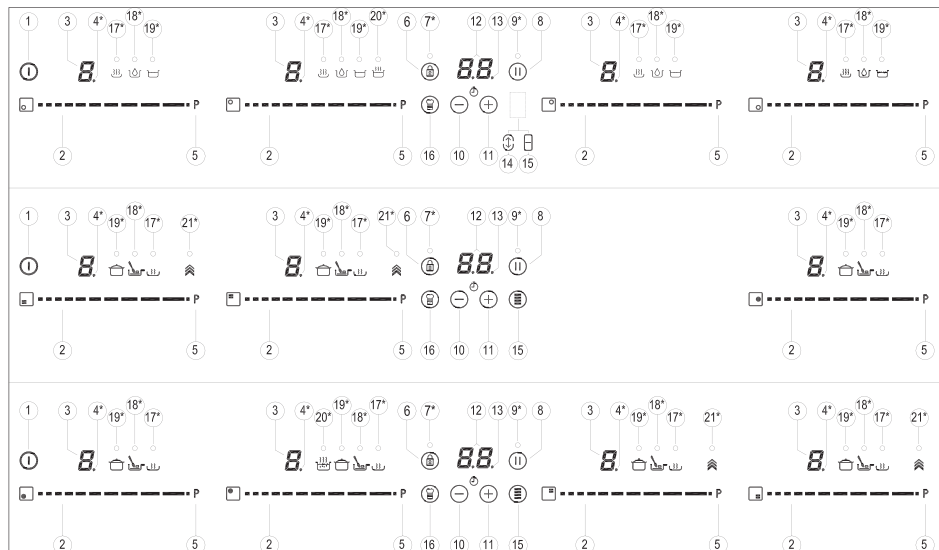 18* 18* 20* 18* 18*
1 3 4* 17* 19* 3 4* 17* 19* 6 7* 12 13 9* 8 3 4* 17* 19* 3 4* 17* 19*
8. 8. 8.8. 8. 8.
P P P P
2 5 2 5 16 10 11 14 15 2 5 2 5
18* 18* 18*
1 3 4* 19* 17* 21* 3 4* 19* 17* 21* 6 7* 12 13 9* 8 3 4* 19* 17*
8. 8. 8.8. 8.
P P P
2 5 2 5 16 10 11 15 2 5
18* 19* 17* 18* 18*
1 3 4* 19* 17* 3 4* 20* 18* 6 7* 12 13 9* 8 3 4* 19* 17* 21* 3 4* 19* 17* 21*
8. 8. 8.8. 8. 8.
P P P P
2 5 2 5 16 10 11 15 2 5 2 5